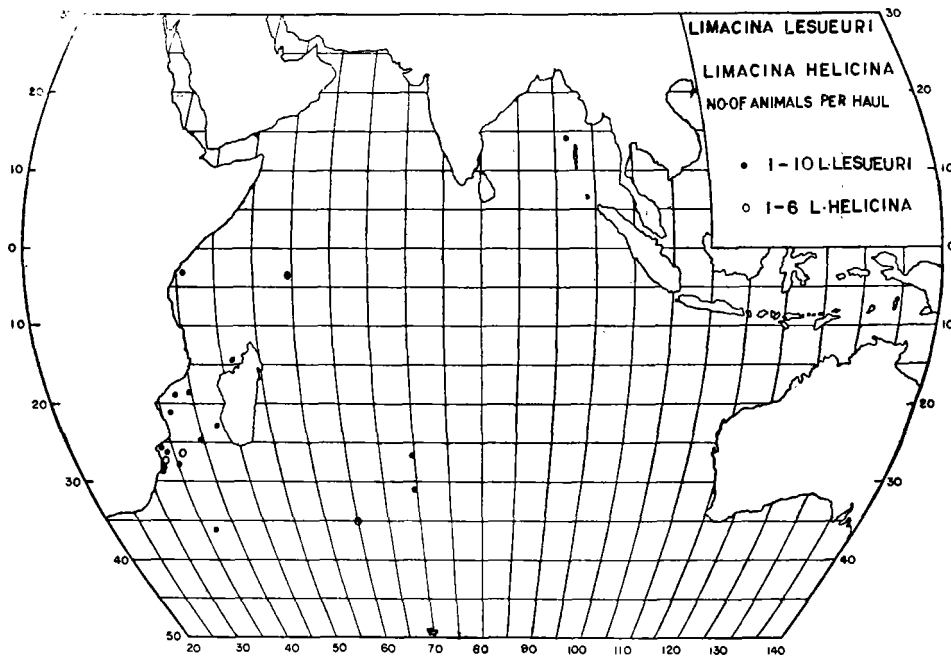 30
30
LIMACINA LESUEURI
LIMACINA HELICINA
NO·OF ANIMALS PER HAUL
• 1–10 L·LESUEURI
o 1–6 L·HELICINA
20
20
10
10
0
0
10
10
20
20
30
30
40
40
50
20 30 40 50 60 70 80 90 100 110 120 130 140